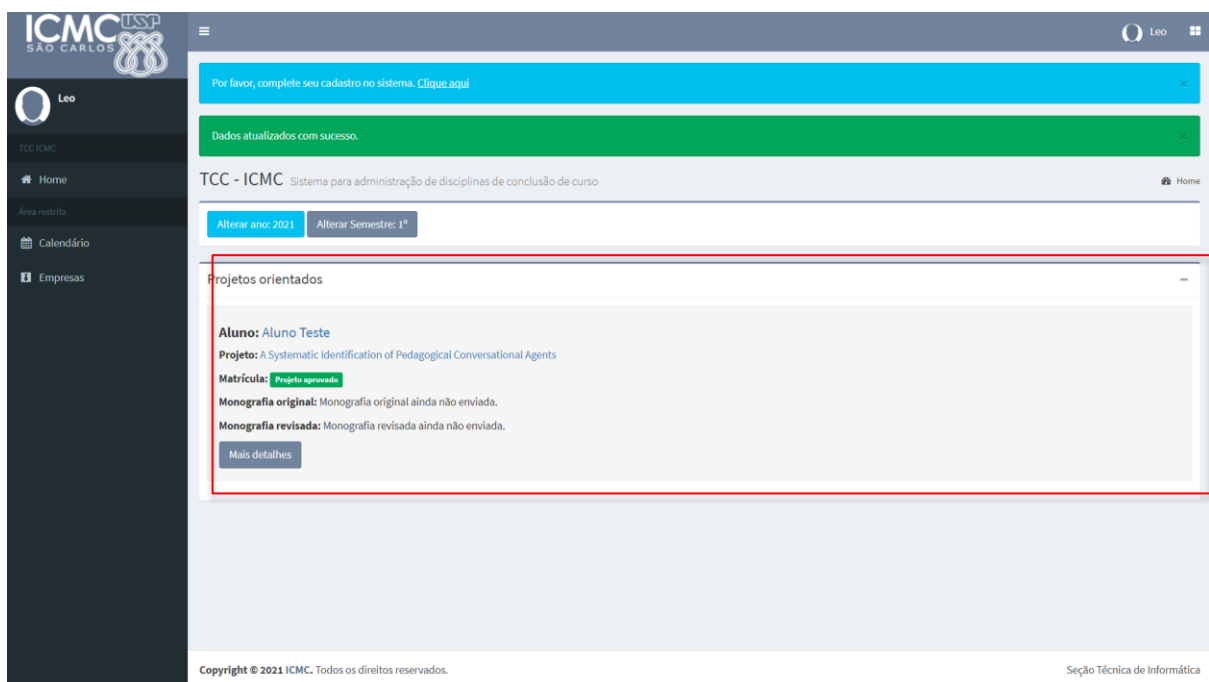 ICMC USP
SÃO CARLOS
Leo
Leo
TCC ICMC
Home
Área restrita
Calendário
Empresas
Por favor, complete seu cadastro no sistema. Clique aqui ×
Dados atualizados com sucesso. ×
TCC - ICMC Sistema para administração de disciplinas de conclusão de curso
Home
Alterar ano: 2021 Alterar Semestre: 1º
Projetos orientados
Aluno: Aluno Teste
Projeto: A Systematic Identification of Pedagogical Conversational Agents
Matrícula: Projeto aprovado
Monografia original: Monografia original ainda não enviada.
Monografia revisada: Monografia revisada ainda não enviada.
Mais detalhes
Copyright © 2021 ICMC. Todos os direitos reservados.
Seção Técnica de Informática